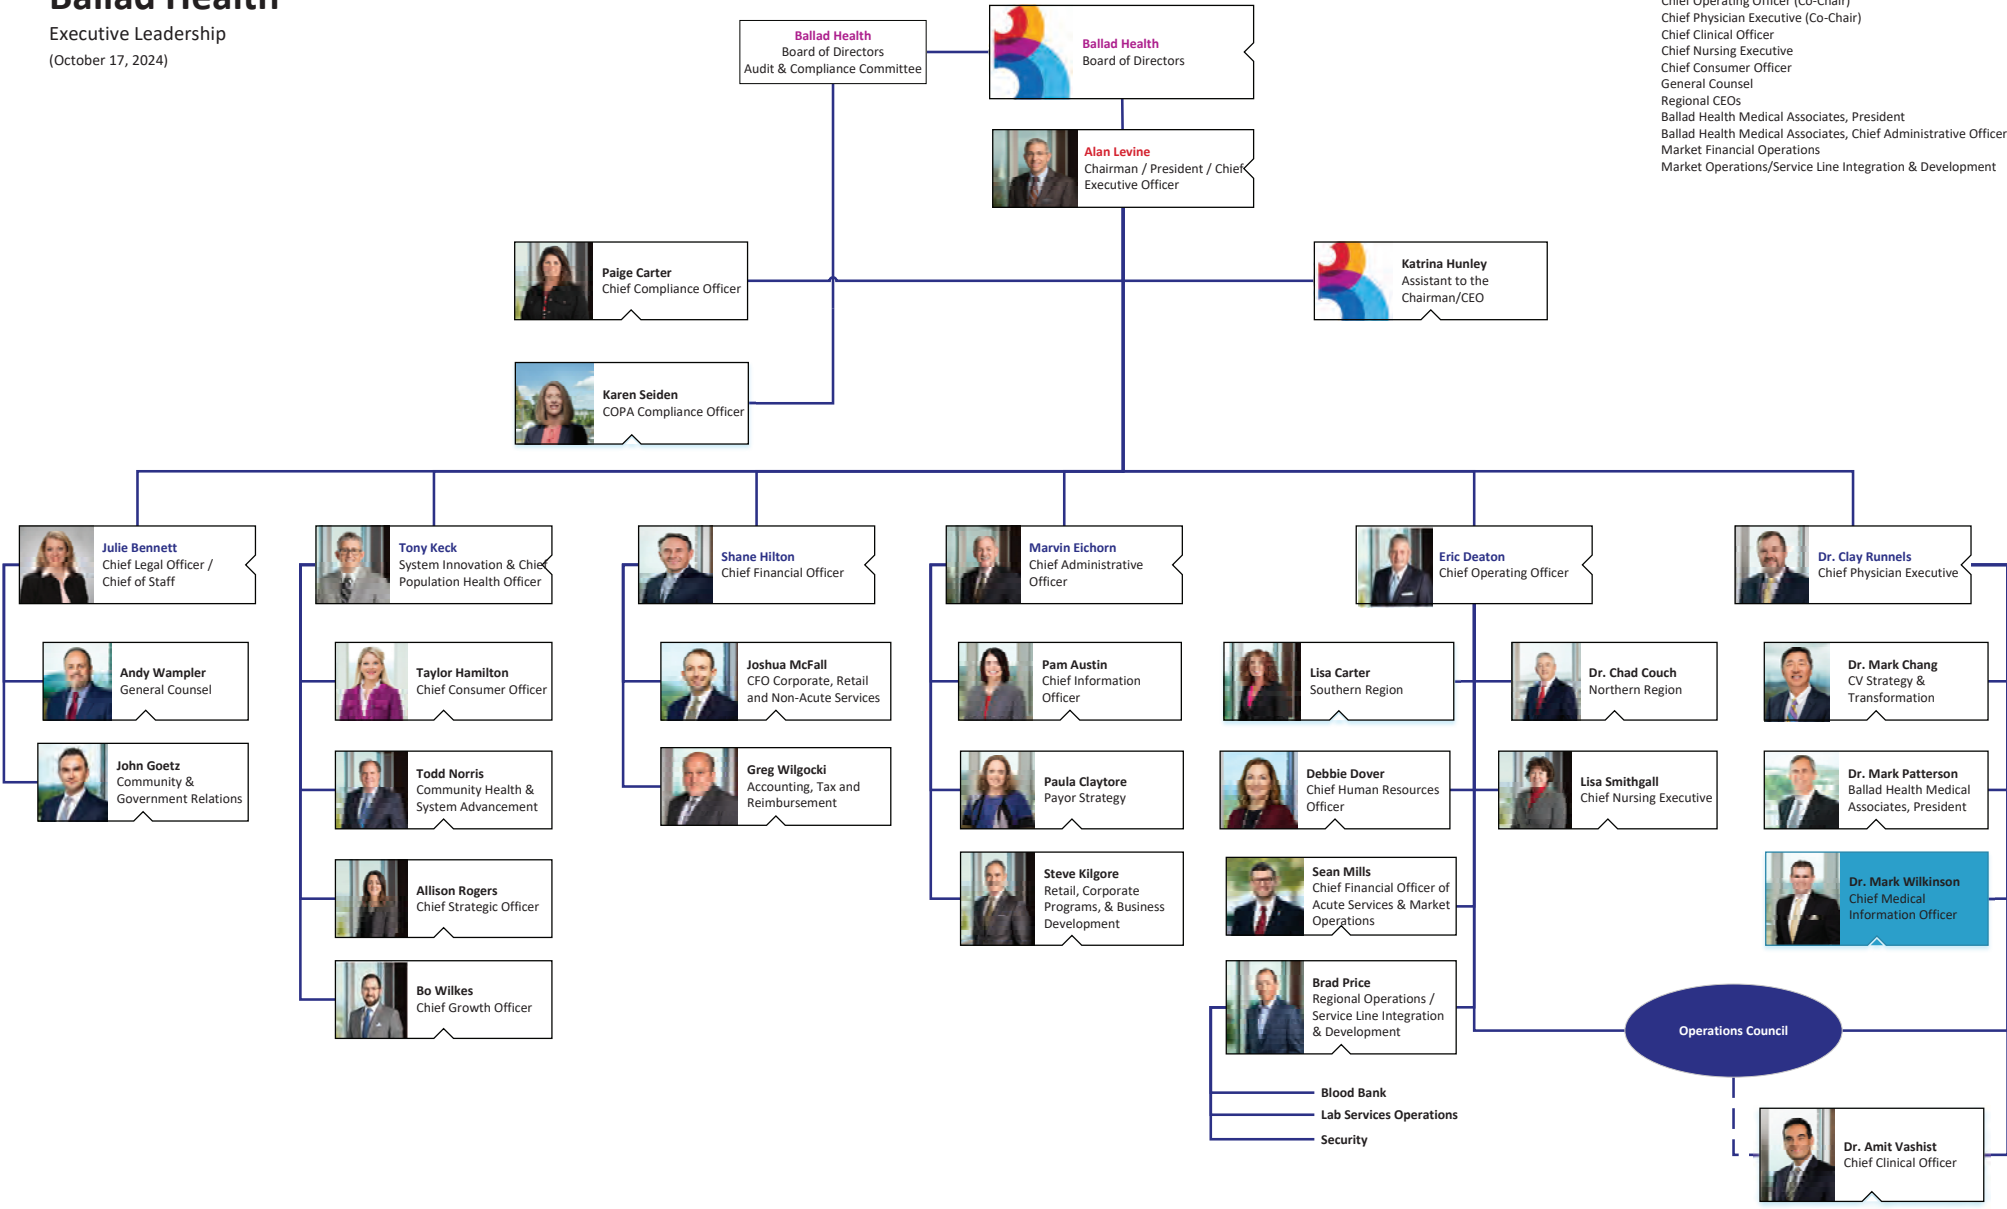 Ballad Health
Executive Leadership
(October 17, 2024)
Ballad Health
Board of Directors
Audit & Compliance Committee
Ballad Health
Board of Directors
Chief Operating Officer (Co-Chair)
Chief Physician Executive (Co-Chair)
Chief Clinical Officer
Chief Nursing Executive
Chief Consumer Officer
General Counsel
Regional CEOs
Ballad Health Medical Associates, President
Ballad Health Medical Associates, Chief Administrative Officer
Market Financial Operations
Market Operations/Service Line Integration & Development
Alan Levine
Chairman / President / Chief
Executive Officer
Paige Carter
Chief Compliance Officer
Katrina Hunley
Assistant to the
Chairman/CEO
Karen Seiden
COPA Compliance Officer
Julie Bennett
Chief Legal Officer /
Chief of Staff
Tony Keck
System Innovation & Chief
Population Health Officer
Shane Hilton
Chief Financial Officer
Marvin Eichorn
Chief Administrative
Officer
Eric Deaton
Chief Operating Officer
Dr. Clay Runnels
Chief Physician Executive
Andy Wampler
General Counsel
Taylor Hamilton
Chief Consumer Officer
Joshua McFall
CFO Corporate, Retail
and Non-Acute Services
Pam Austin
Chief Information
Officer
Lisa Carter
Southern Region
Dr. Chad Couch
Northern Region
Dr. Mark Chang
CV Strategy &
Transformation
John Goetz
Community &
Government Relations
Todd Norris
Community Health &
System Advancement
Greg Wilgocki
Accounting, Tax and
Reimbursement
Paula Claytore
Payor Strategy
Debbie Dover
Chief Human Resources
Officer
Lisa Smithgall
Chief Nursing Executive
Dr. Mark Patterson
Ballad Health Medical
Associates, President
Allison Rogers
Chief Strategic Officer
Steve Kilgore
Retail, Corporate
Programs, & Business
Development
Sean Mills
Chief Financial Officer of
Acute Services & Market
Operations
Dr. Mark Wilkinson
Chief Medical
Information Officer
Bo Wilkes
Chief Growth Officer
Brad Price
Regional Operations /
Service Line Integration
& Development
Operations Council
Blood Bank
Lab Services Operations
Security
Dr. Amit Vashist
Chief Clinical Officer